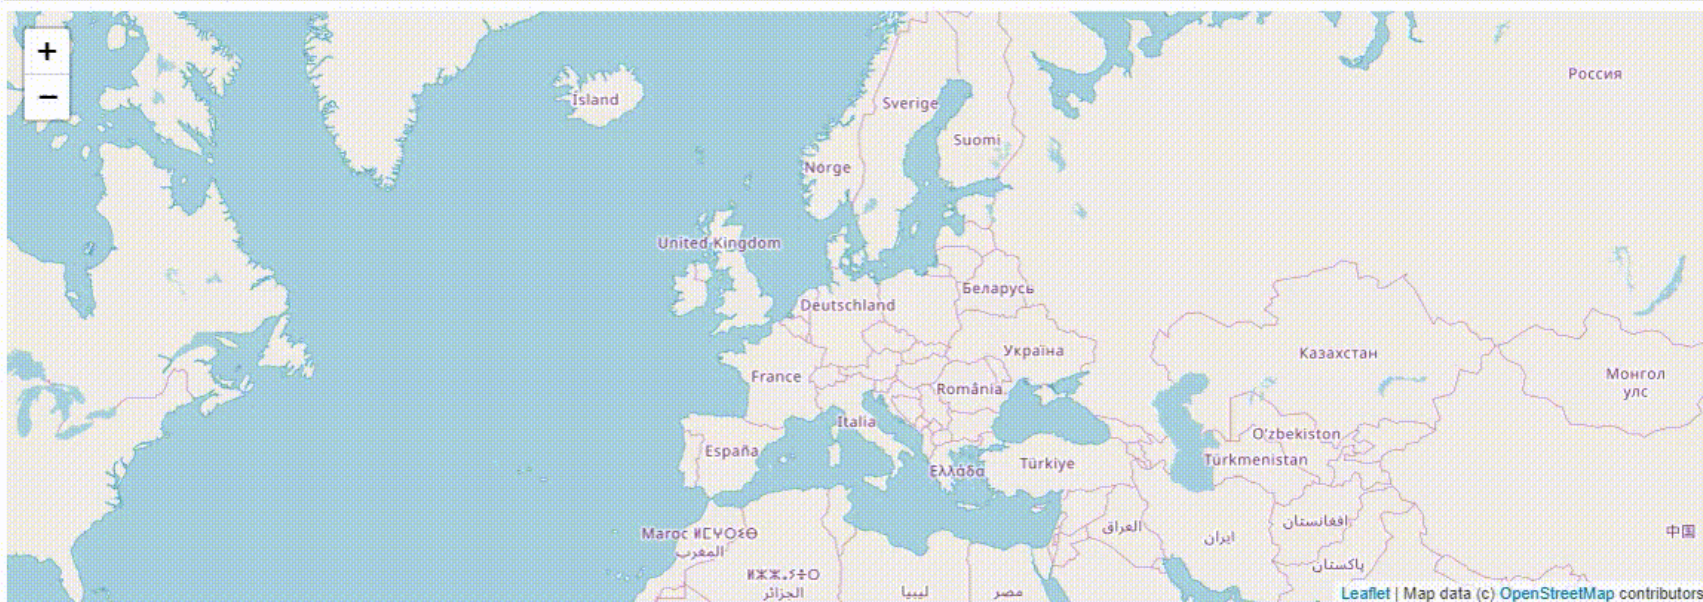 +
−
Россия
Ísland
Sverige
Suomi
Norge
United Kingdom
Беларусь
Deutschland
Україна
Казахстан
France
România
Монгол
улс
Italia
O'zbekiston
España
Türkiye
Türkmenistan
Ελλάδα
افغانستان
العراق
Maroc ⵍⵎⵖⵔⵉⴱ
المغرب
ایران
中国
پاکستان
الجزائر
ليبيا
مصر
Leaflet | Map data (c) OpenStreetMap contributors